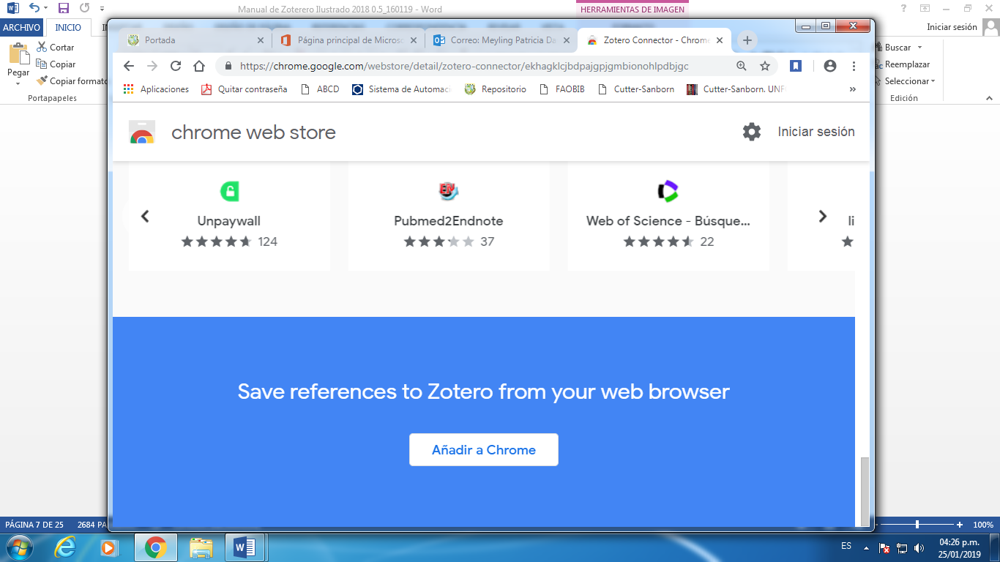 Manual de Zoterero Ilustrado 2018 0.5_160119 - Word
HERRAMIENTAS DE IMAGEN
ARCHIVO
INICIO
Iniciar sesión
Cortar
Copiar
Copiar formato
Pegar
Portapapeles
Buscar
Reemplazar
Seleccionar
Edición
Portada
Página principal de Microso
Correo: Meyling Patricia Da
Zotero Connector - Chrome
https://chrome.google.com/webstore/detail/zotero-connector/ekhagklcjbdpajgpjgmbionohlpdbjgc
Aplicaciones
Quitar contraseña
ABCD
Sistema de Automaci
Repositorio
FAOBIB
Cutter-Sanborn
Cutter-Sanborn. UNF
»
chrome web store
Iniciar sesión
Unpaywall
124
Pubmed2Endnote
37
Web of Science - Búsque...
22
li
Save references to Zotero from your web browser
Añadir a Chrome
PÁGINA 7 DE 25
2684 PA
100%
ES
04:26 p.m.
25/01/2019